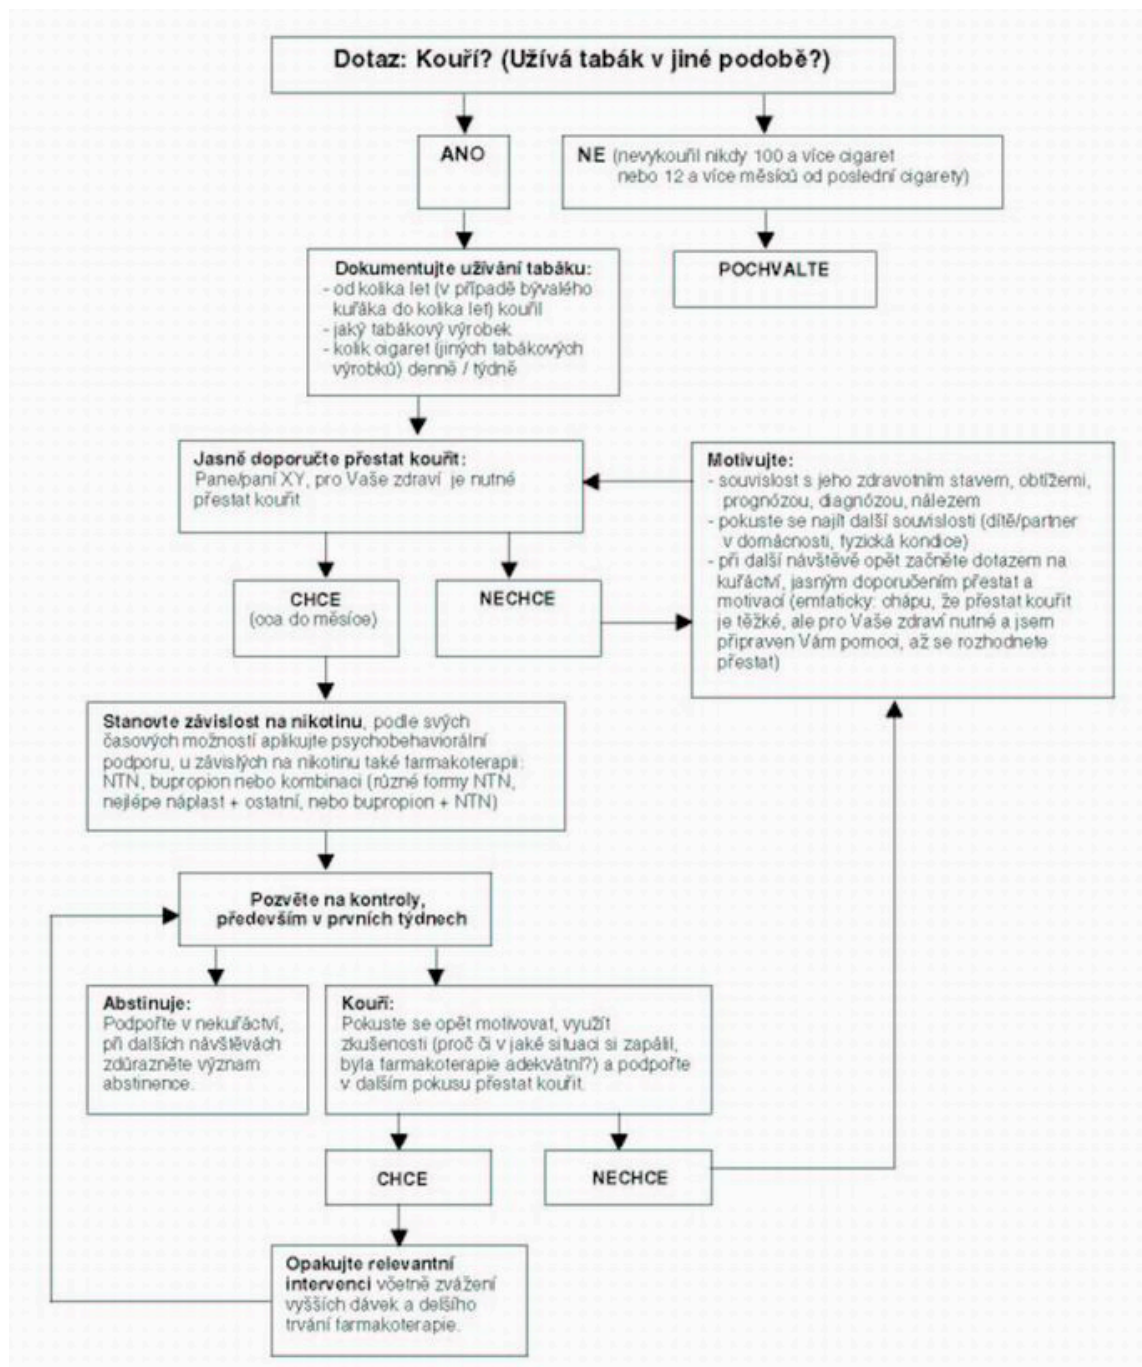 Dotaz: Kouří? (Užívá tabák v jiné podobě?)
ANO
NE (nevykouřil nikdy 100 a více cigaret
nebo 12 a více měsíců od poslední cigarety)
POCHVALTE
Dokumentujte užívání tabáku:
- od kolika let (v případě bývalého
kuřáka do kolika let) kouřil
- jaký tabákový výrobek
- kolik cigaret (jiných tabákových
výrobků) denně / týdně
Jasně doporučte přestat kouřit:
Pane/paní XY, pro Vaše zdraví je nutné
přestat kouřit
Motivujte:
- souvislost s jeho zdravotním stavem, obtížemi,
prognózou, diagnózou, nálezem
- pokuste se najít další souvislosti (dítě/partner
v domácnosti, fyzická kondice)
- při další návštěvě opět začněte dotazem na
kuřáctví, jasným doporučením přestat a
motivací (emfaticky: chápu, že přestat kouřit
je těžké, ale pro Vaše zdraví nutné a jsem
připraven Vám pomoci, až se rozhodnete
přestat)
CHCE
(cca do měsíce)
NECHCE
Stanovte závislost na nikotinu, podle svých
časových možností aplikujte psychobehaviorální
podporu, u závislých na nikotinu také farmakoterapii:
NTN, bupropion nebo kombinaci (různé formy NTN,
nejlépe náplast + ostatní, nebo bupropion + NTN)
Pozvěte na kontroly,
především v prvních týdnech
Abstinuje:
Podpořte v nekuřáctví,
při dalších návštěvách
zdůrazněte význam
abstinence.
Kouří:
Pokuste se opět motivovat, využít
zkušenosti (proč či v jaké situaci si zapálil,
byla farmakoterapie adekvátní?) a podpořte
v dalším pokusu přestat kouřit.
CHCE
NECHCE
Opakujte relevantní
intervenci včetně zvážení
vyšších dávek a delšího
trvání farmakoterapie.